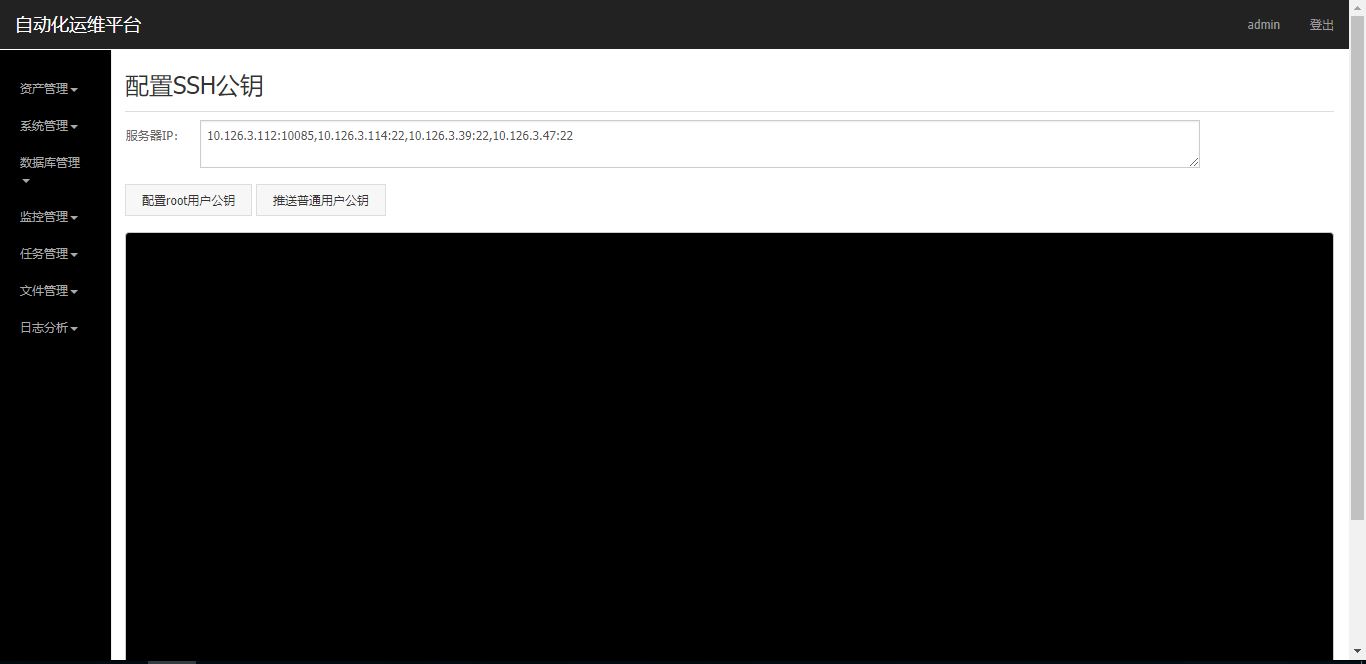 自动化运维平台
admin 登出
资产管理
系统管理
数据库管理
监控管理
任务管理
文件管理
日志分析
配置SSH公钥
服务器IP: 10.126.3.112:10085,10.126.3.114:22,10.126.3.39:22,10.126.3.47:22
配置root用户公钥 推送普通用户公钥